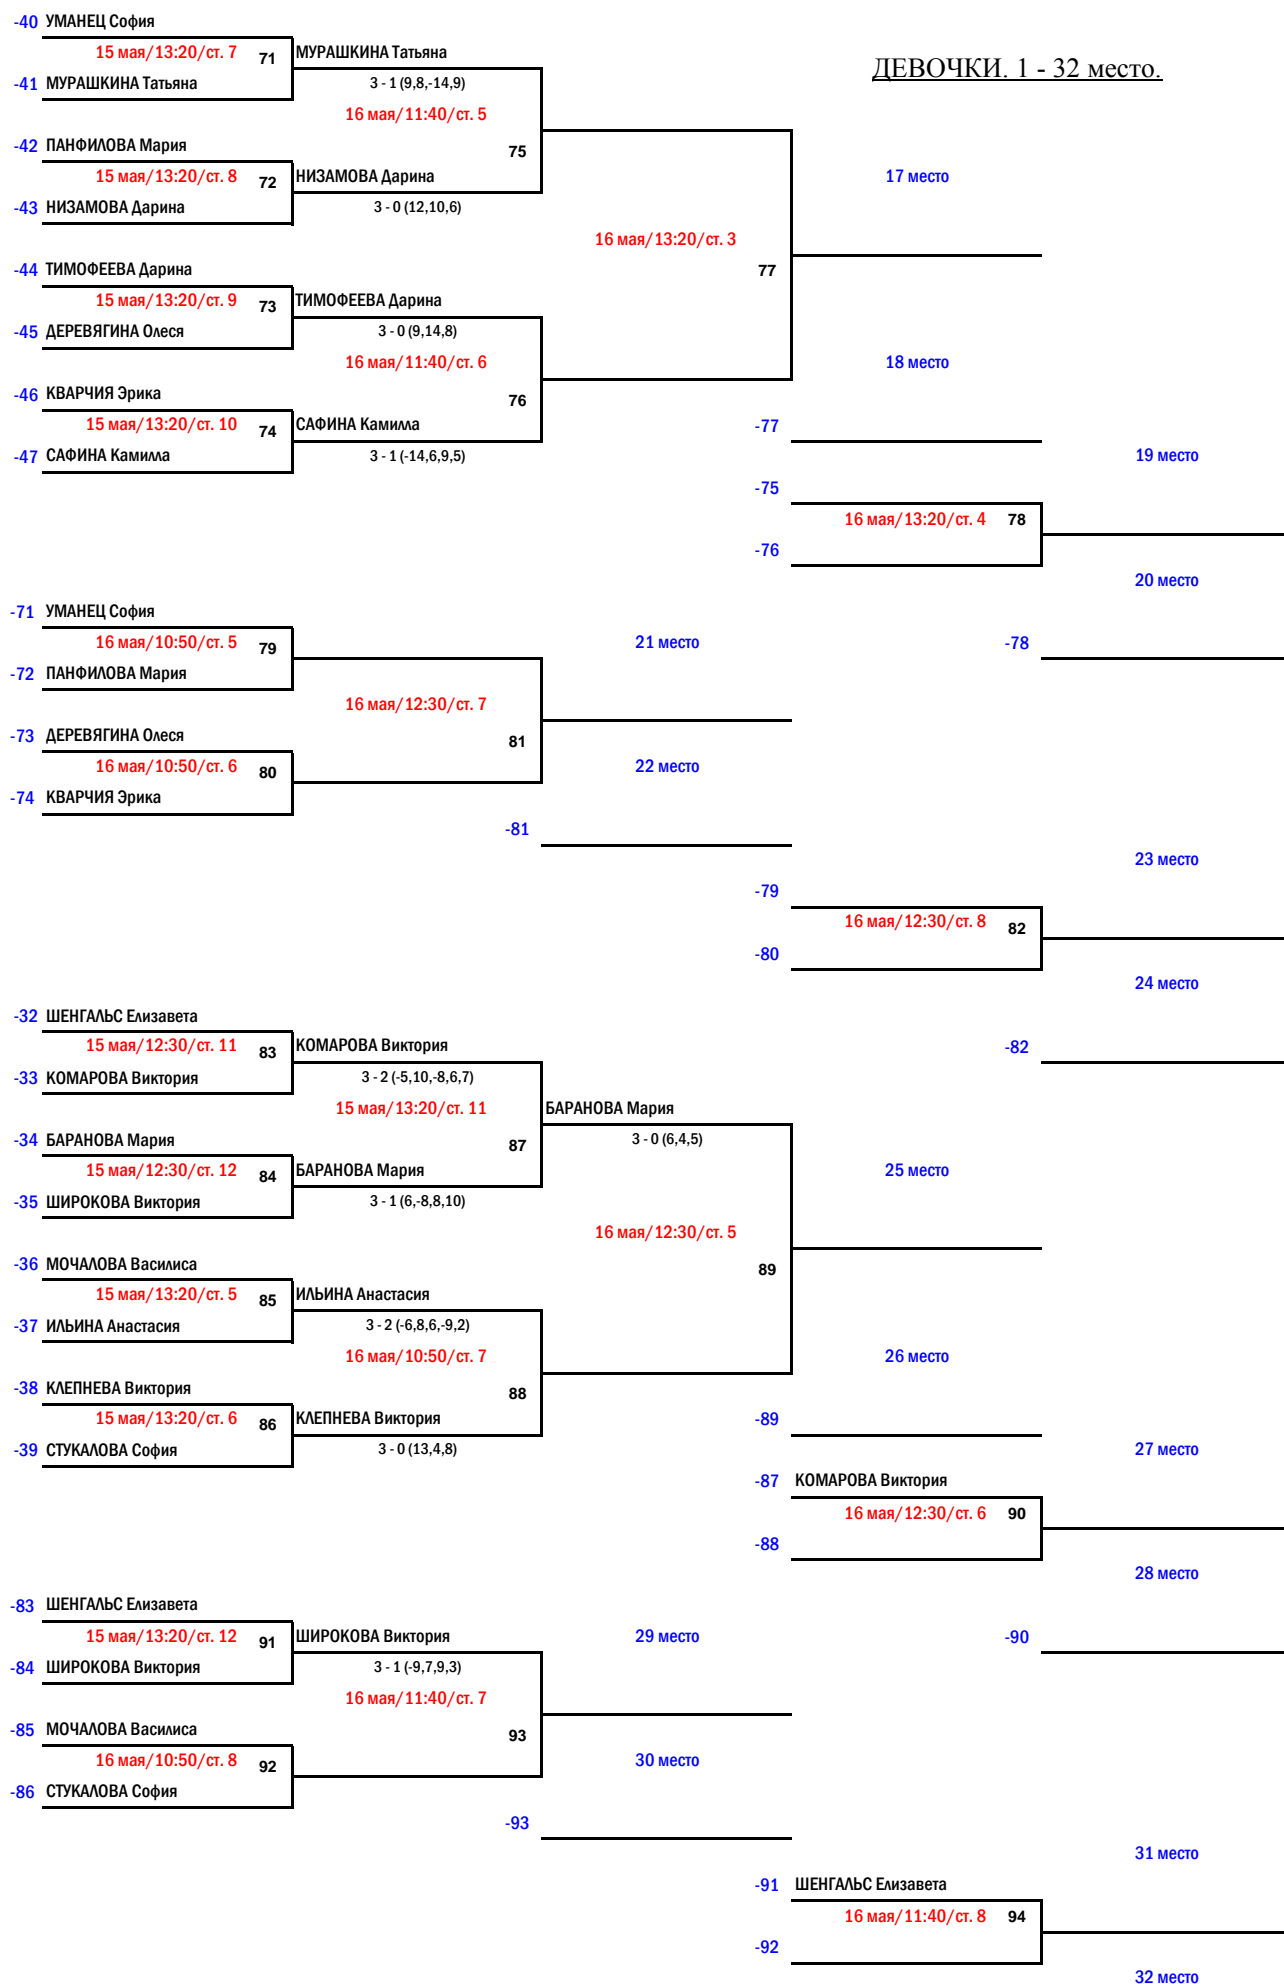 -40 УМАНЕЦ София
15 мая/13:20/ст. 7 71 МУРАШКИНА Татьяна
ДЕВОЧКИ. 1 - 32 место.
-41 МУРАШКИНА Татьяна 3 - 1 (9,8,-14,9)
16 мая/11:40/ст. 5
-42 ПАНФИЛОВА Мария 75
15 мая/13:20/ст. 8 72 НИЗАМОВА Дарина 17 место
-43 НИЗАМОВА Дарина 3 - 0 (12,10,6)
16 мая/13:20/ст. 3
-44 ТИМОФЕЕВА Дарина 77
15 мая/13:20/ст. 9 73 ТИМОФЕЕВА Дарина
-45 ДЕРЕВЯГИНА Олеся 3 - 0 (9,14,8)
16 мая/11:40/ст. 6 18 место
-46 КВАРЧИЯ Эрика 76
15 мая/13:20/ст. 10 74 САФИНА Камилла -77
-47 САФИНА Камилла 3 - 1 (-14,6,9,5) 19 место
-75
16 мая/13:20/ст. 4 78
-76
20 место
-71 УМАНЕЦ София
16 мая/10:50/ст. 5 79 21 место -78
-72 ПАНФИЛОВА Мария
16 мая/12:30/ст. 7
-73 ДЕРЕВЯГИНА Олеся 81
16 мая/10:50/ст. 6 80 22 место
-74 КВАРЧИЯ Эрика
-81
23 место
-79
16 мая/12:30/ст. 8 82
-80
24 место
-32 ШЕНГАЛЬС Елизавета
15 мая/12:30/ст. 11 83 КОМАРОВА Виктория -82
-33 КОМАРОВА Виктория 3 - 2 (-5,10,-8,6,7)
15 мая/13:20/ст. 11 БАРАНОВА Мария
-34 БАРАНОВА Мария 87 3 - 0 (6,4,5)
15 мая/12:30/ст. 12 84 БАРАНОВА Мария 25 место
-35 ШИРОКОВА Виктория 3 - 1 (6,-8,8,10)
16 мая/12:30/ст. 5
-36 МОЧАЛОВА Василиса 89
15 мая/13:20/ст. 5 85 ИЛЬИНА Анастасия
-37 ИЛЬИНА Анастасия 3 - 2 (-6,8,6,-9,2)
16 мая/10:50/ст. 7 26 место
-38 КЛЕПНЕВА Виктория 88
15 мая/13:20/ст. 6 86 КЛЕПНЕВА Виктория -89
-39 СТУКАЛОВА София 3 - 0 (13,4,8) 27 место
-87 КОМАРОВА Виктория
16 мая/12:30/ст. 6 90
-88
28 место
-83 ШЕНГАЛЬС Елизавета
15 мая/13:20/ст. 12 91 ШИРОКОВА Виктория 29 место -90
-84 ШИРОКОВА Виктория 3 - 1 (-9,7,9,3)
16 мая/11:40/ст. 7
-85 МОЧАЛОВА Василиса 93
16 мая/10:50/ст. 8 92 30 место
-86 СТУКАЛОВА София
-93
31 место
-91 ШЕНГАЛЬС Елизавета
16 мая/11:40/ст. 8 94
-92
32 место